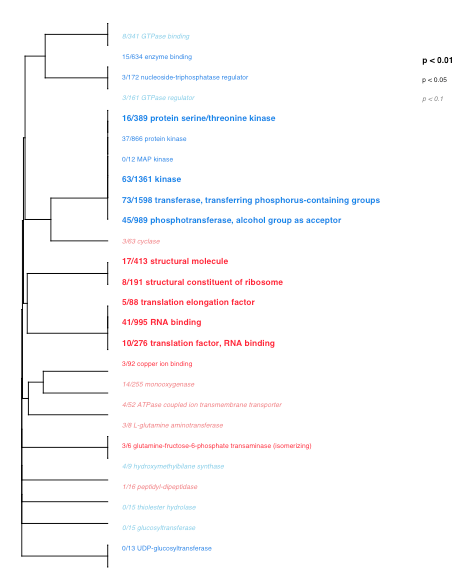 8/341 GTPase binding
15/634 enzyme binding
p < 0.01
3/172 nucleoside-triphosphatase regulator
p < 0.05
3/161 GTPase regulator
p < 0.1
16/389 protein serine/threonine kinase
37/866 protein kinase
0/12 MAP kinase
63/1361 kinase
73/1598 transferase, transferring phosphorus-containing groups
45/989 phosphotransferase, alcohol group as acceptor
3/63 cyclase
17/413 structural molecule
8/191 structural constituent of ribosome
5/88 translation elongation factor
41/995 RNA binding
10/276 translation factor, RNA binding
3/92 copper ion binding
14/255 monooxygenase
4/52 ATPase coupled ion transmembrane transporter
3/8 L-glutamine aminotransferase
3/6 glutamine-fructose-6-phosphate transaminase (isomerizing)
4/8 hydroxymethylbilane synthase
1/16 peptidyl-dipeptidase
0/10 thiolester hydrolase
0/15 glucosyltransferase
0/13 UDP-glucosyltransferase